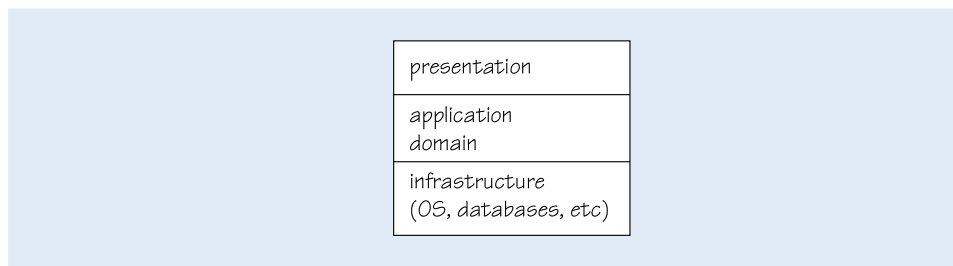 presentation
application
domain
infrastructure
(OS, databases, etc)